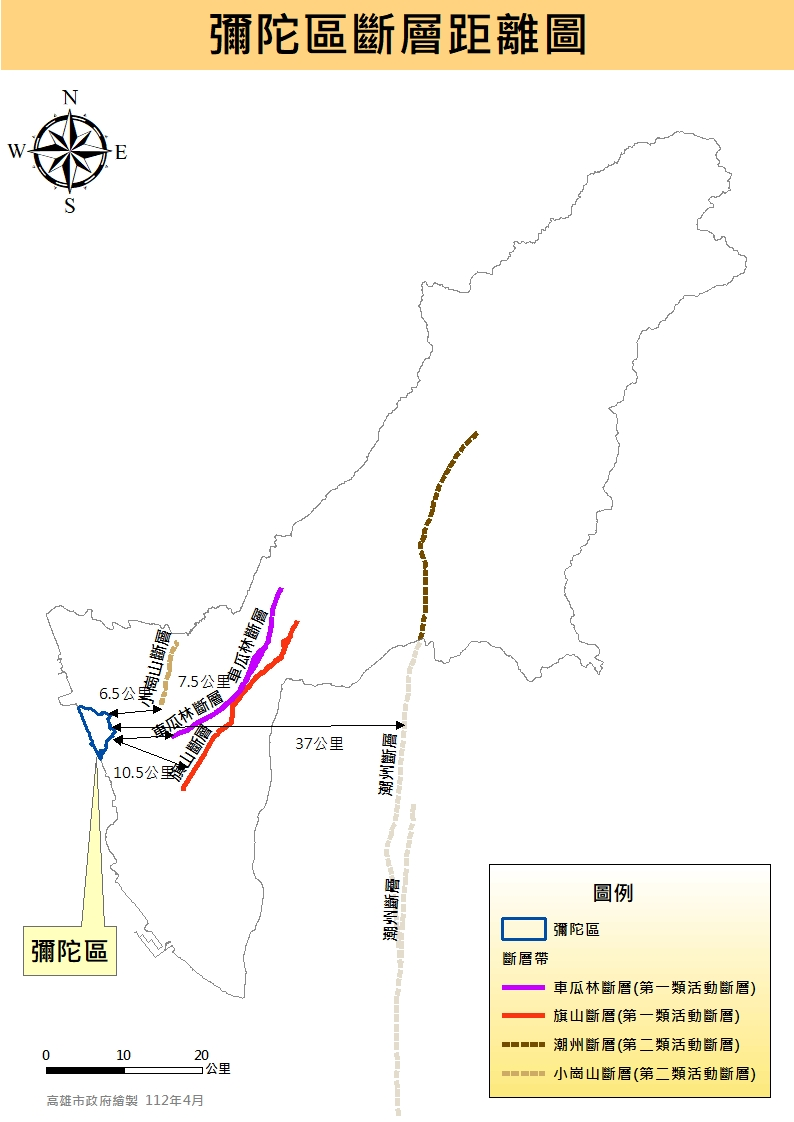 彌陀區斷層距離圖
N
W
E
S
小崗山斷層
車瓜林斷層
7.5公里
6.5公里
車瓜林斷層
旗山斷層
37公里
10.5公里
潮州斷層
潮州斷層
彌陀區
圖例
彌陀區
斷層帶
車瓜林斷層(第一類活動斷層)
旗山斷層(第一類活動斷層)
潮州斷層(第二類活動斷層)
小崗山斷層(第二類活動斷層)
0 10 20
公里
高雄市政府繪製 112年4月